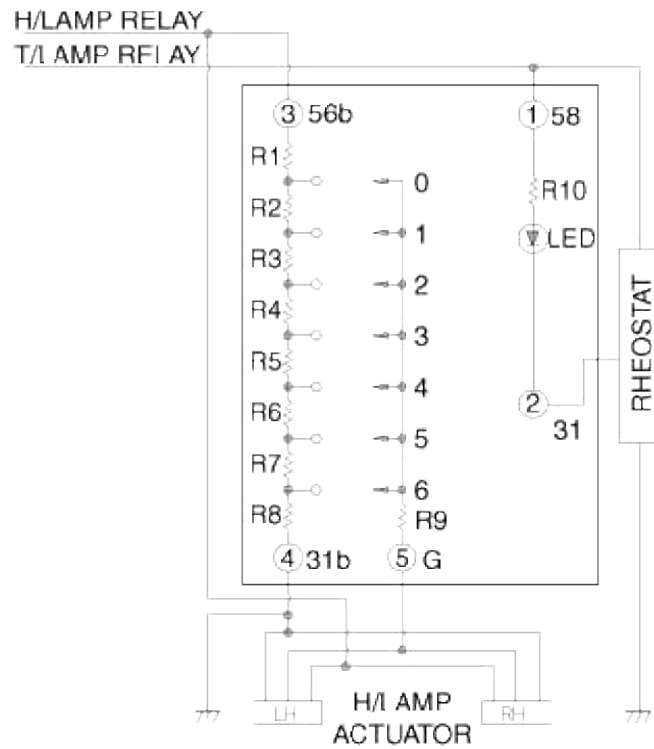 H/LAMP RELAY
T/LAMP RELAY
3 56b
1 58
R1
0
R10
R2
1
LED
R3
2
R4
3
R5
4
2
31
R6
5
R7
6
R8
R9
4 31b
5 G
RHEOSTAT
LH
H/LAMP
ACTUATOR
RH